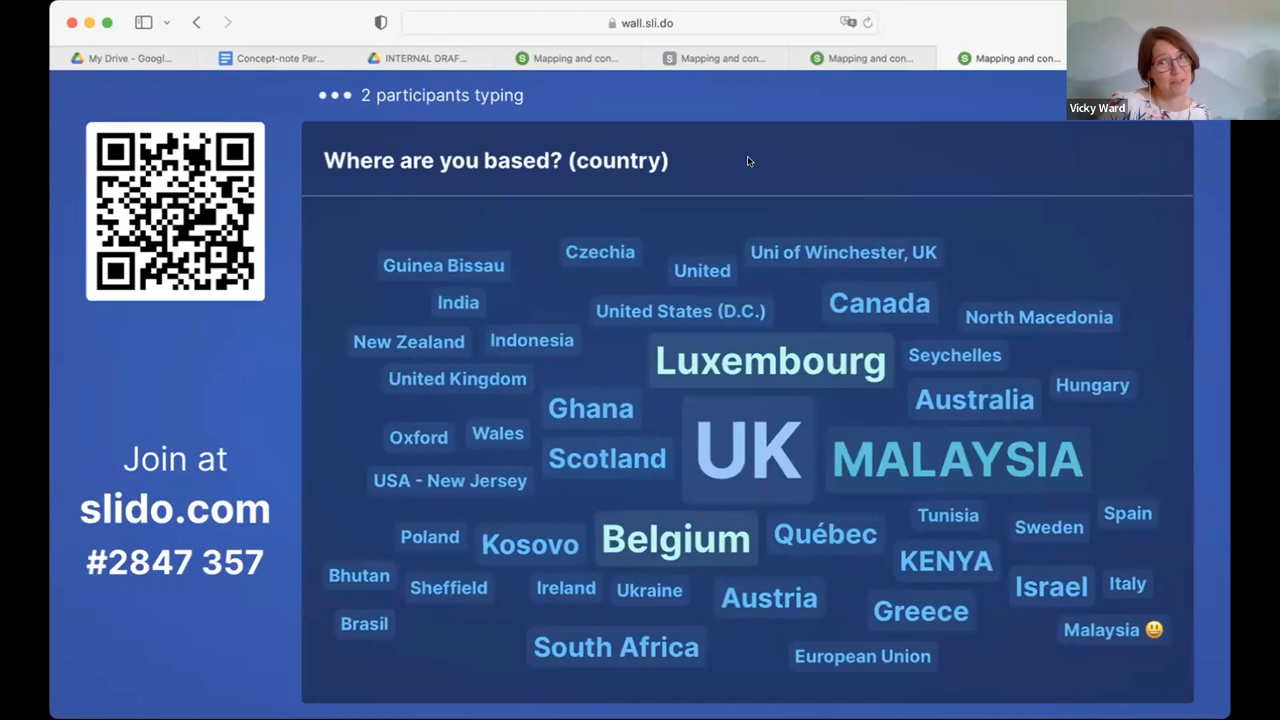 wall.sli.do
My Drive - Googl...
Concept-note Par...
INTERNAL DRAF...
Mapping and con...
Mapping and con...
Mapping and con...
Mapping and con...
Vicky Ward
2 participants typing
Where are you based? (country)
Czechia
Uni of Winchester, UK
Guinea Bissau
United
India
United States (D.C.)
Canada
North Macedonia
New Zealand
Indonesia
Luxembourg
Seychelles
United Kingdom
Hungary
Ghana
Australia
Oxford
Wales
Scotland
UK
MALAYSIA
USA - New Jersey
Tunisia
Spain
Poland
Kosovo
Belgium
Québec
Sweden
KENYA
Bhutan
Sheffield
Ireland
Ukraine
Austria
Israel
Italy
Brasil
Greece
Malaysia 😃
South Africa
European Union
Join at
slido.com
#2847 357